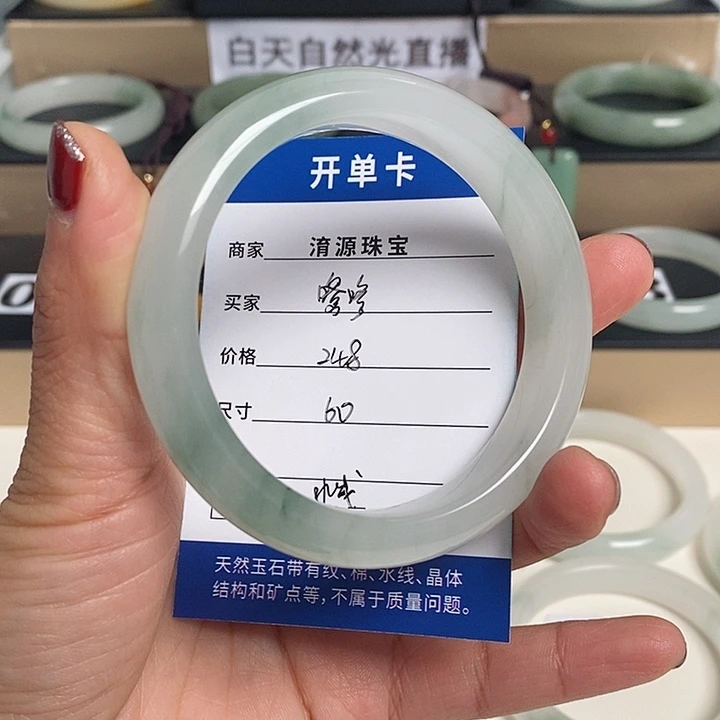 白天自然光直播
开单卡
商家 淯源珠宝
买家
价格 248
尺寸 60
天然玉石带有纹、棉、水线、晶体
结构和矿点等，不属于质量问题。